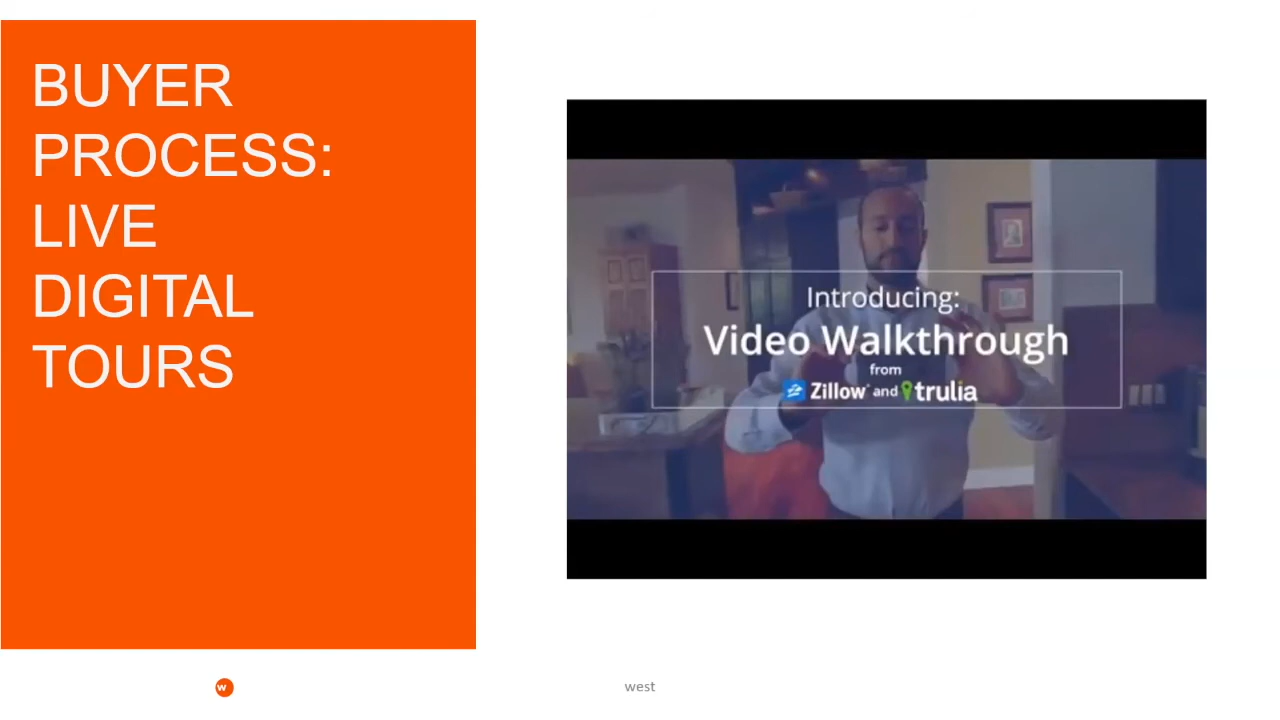 BUYER
PROCESS:
LIVE
DIGITAL
TOURS
Introducing:
Video Walkthrough
from
Zillow and trulia
w
west